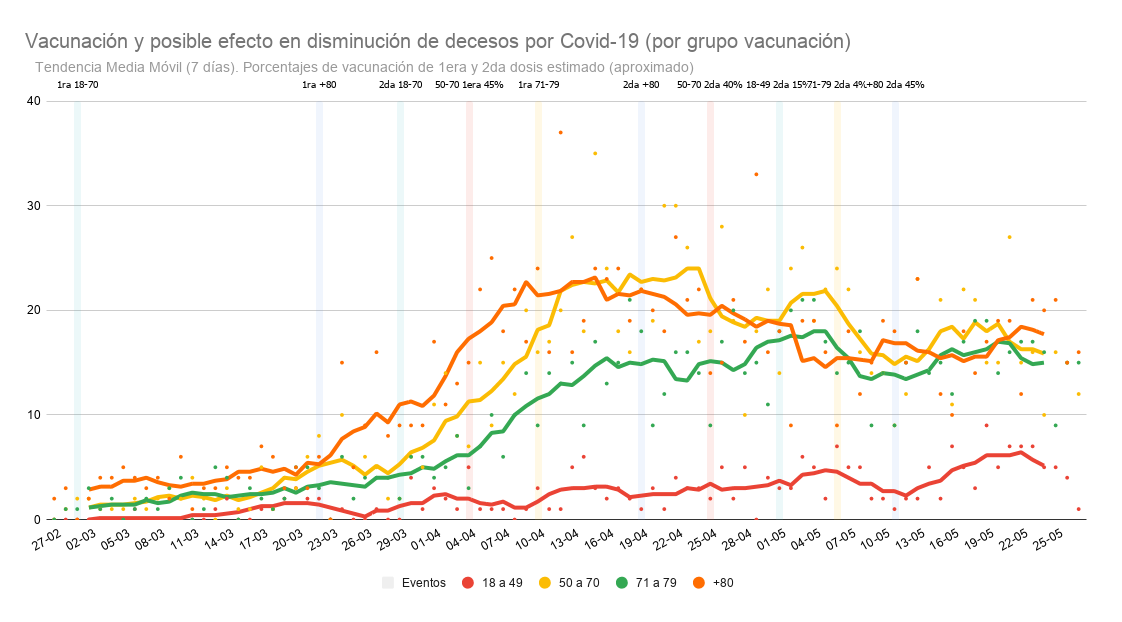 Vacunación y posible efecto en disminución de decesos por Covid-19 (por grupo vacunación)
Tendencia Media Móvil (7 días). Porcentajes de vacunación de 1era y 2da dosis estimado (aproximado)
1ra 18-70 1ra +80 2da 18-70 50-70 1era 45% 1ra 71-79 2da +80 50-70 2da 40% 18-49 2da 15% 71-79 2da 4% +80 2da 45%
40
30
20
10
0
27-02 02-03 05-03 08-03 11-03 14-03 17-03 20-03 23-03 26-03 29-03 01-04 04-04 07-04 10-04 13-04 16-04 19-04 22-04 25-04 28-04 01-05 04-05 07-05 10-05 13-05 16-05 19-05 22-05 25-05
Eventos 18 a 49 50 a 70 71 a 79 +80